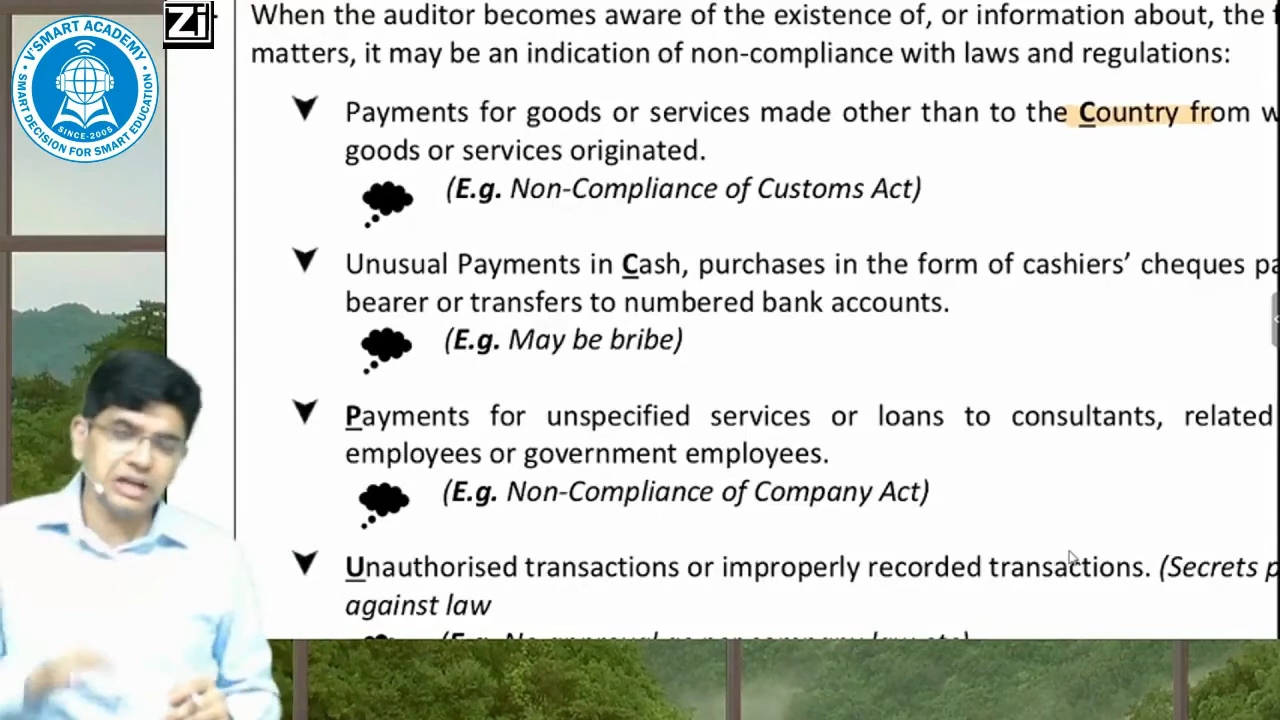 V'SMART ACADEMY
SMART DECISION FOR SMART EDUCATION
SINCE-2005
When the auditor becomes aware of the existence of, or information about, the
matters, it may be an indication of non-compliance with laws and regulations:
Payments for goods or services made other than to the Country from
goods or services originated.
(E.g. Non-Compliance of Customs Act)
Unusual Payments in Cash, purchases in the form of cashiers' cheques
bearer or transfers to numbered bank accounts.
(E.g. May be bribe)
Payments for unspecified services or loans to consultants, related
employees or government employees.
(E.g. Non-Compliance of Company Act)
Unauthorised transactions or improperly recorded transactions. (Secrets
against law